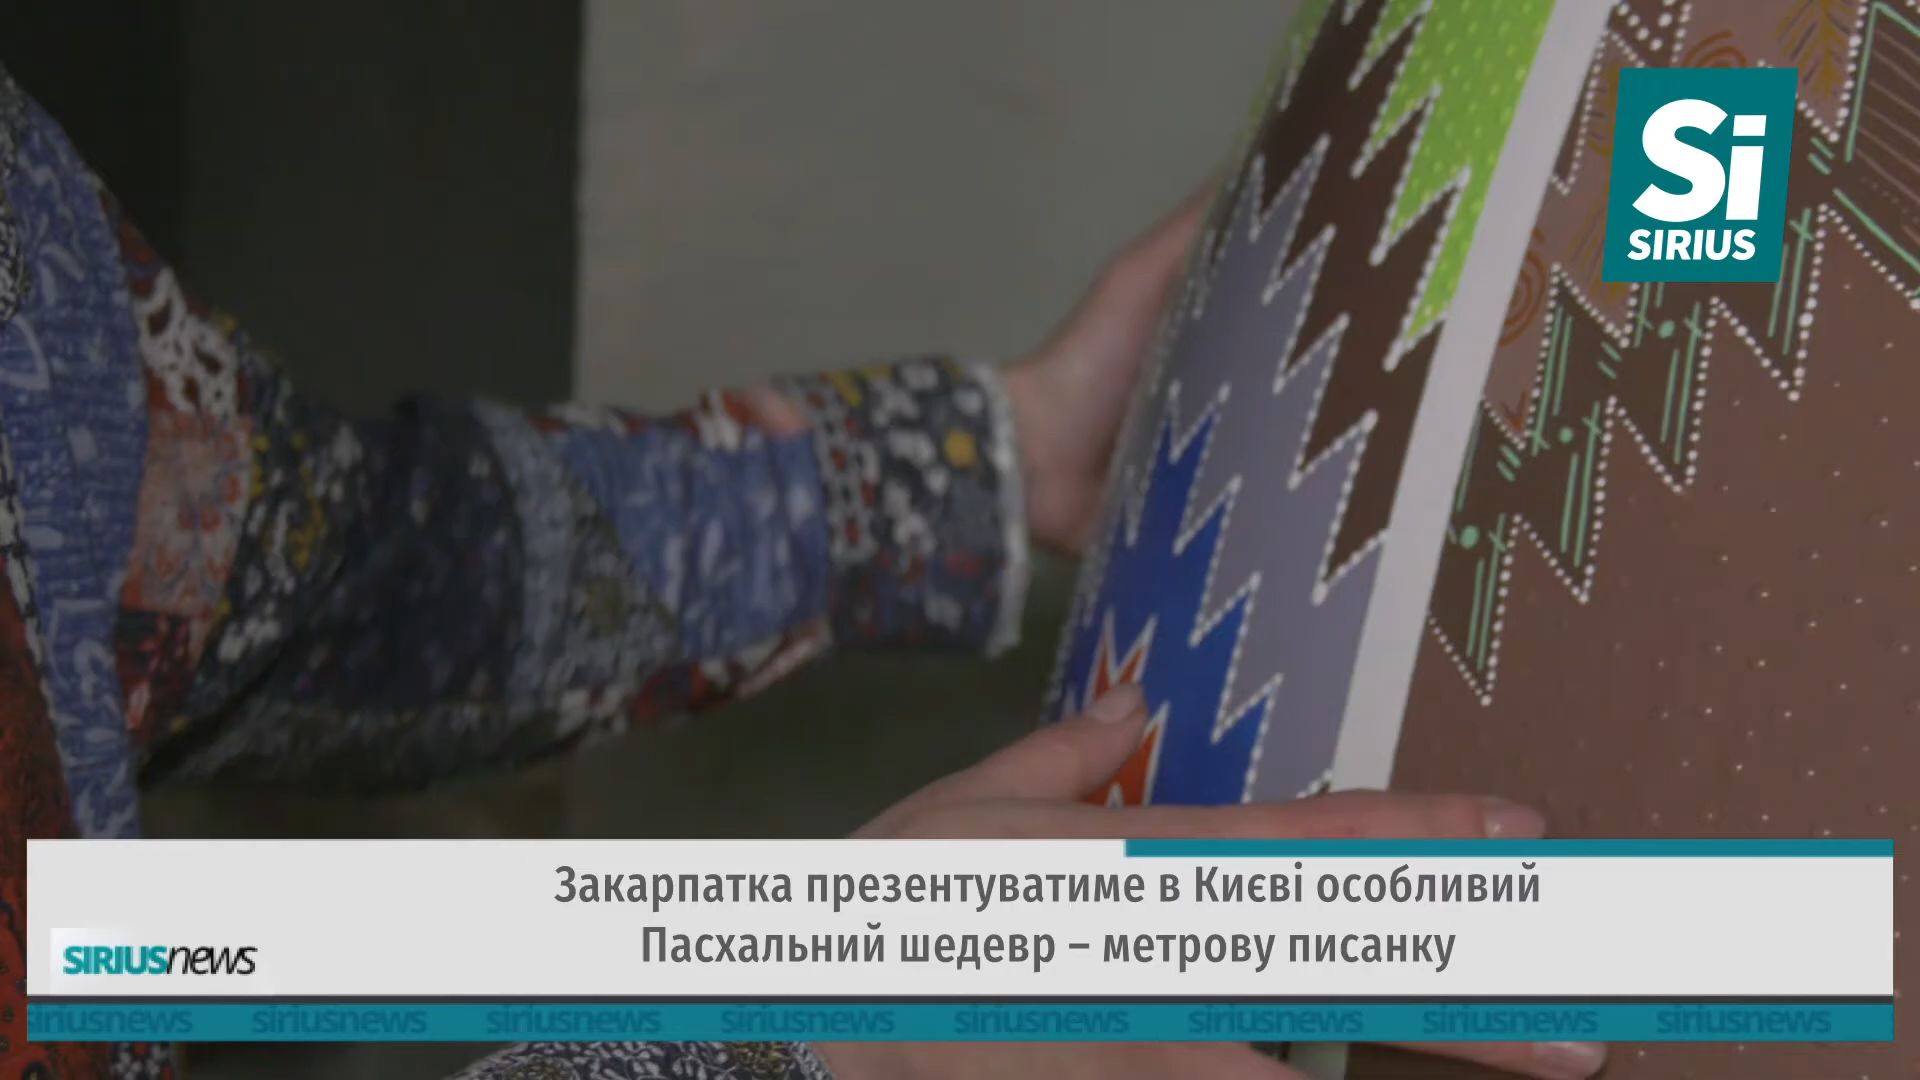 Si
SIRIUS
Закарпатка презентуватиме в Києві особливий
Пасхальний шедевр – метрову писанку
SIRIUSnews
siriusnews siriusnews siriusnews siriusnews siriusnews siriusnews siriusnews siriusnews